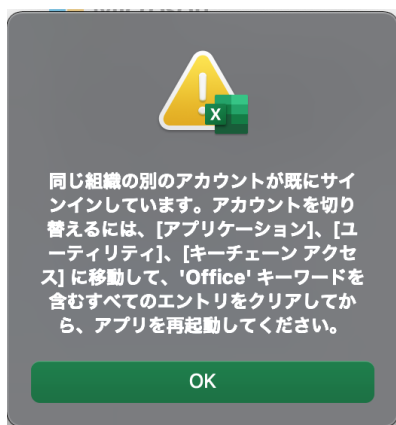 同じ組織の別のアカウントが既にサイ
ンインしています。アカウントを切り
替えるには、[アプリケーション]、[ユ
ーティリティ]、[キーチェーン アクセ
ス] に移動して、'Office' キーワードを
含むすべてのエントリをクリアしてか
ら、アプリを再起動してください。
OK